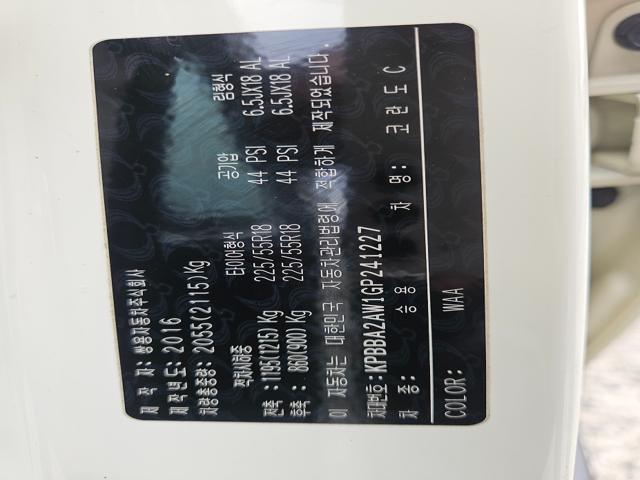 제 작 자: 쌍용자동차주식회사
제작년도: 2016
차량총중량: 2055(2115)Kg
적차시하중 타이어형식 공기압 림형식
전축 : 1195(1215)Kg 225/55R18 44 PSI 6.5JX18 AL
후축 : 860(900)Kg 225/55R18 44 PSI 6.5JX18 AL
이 자동차는 대한민국 자동차관리법령에 적합하게 제작되었습니다.
차대번호: KPBBA2AW1GP241227
차 종: 승용 차 명: 코란도 C
COLOR: WAA